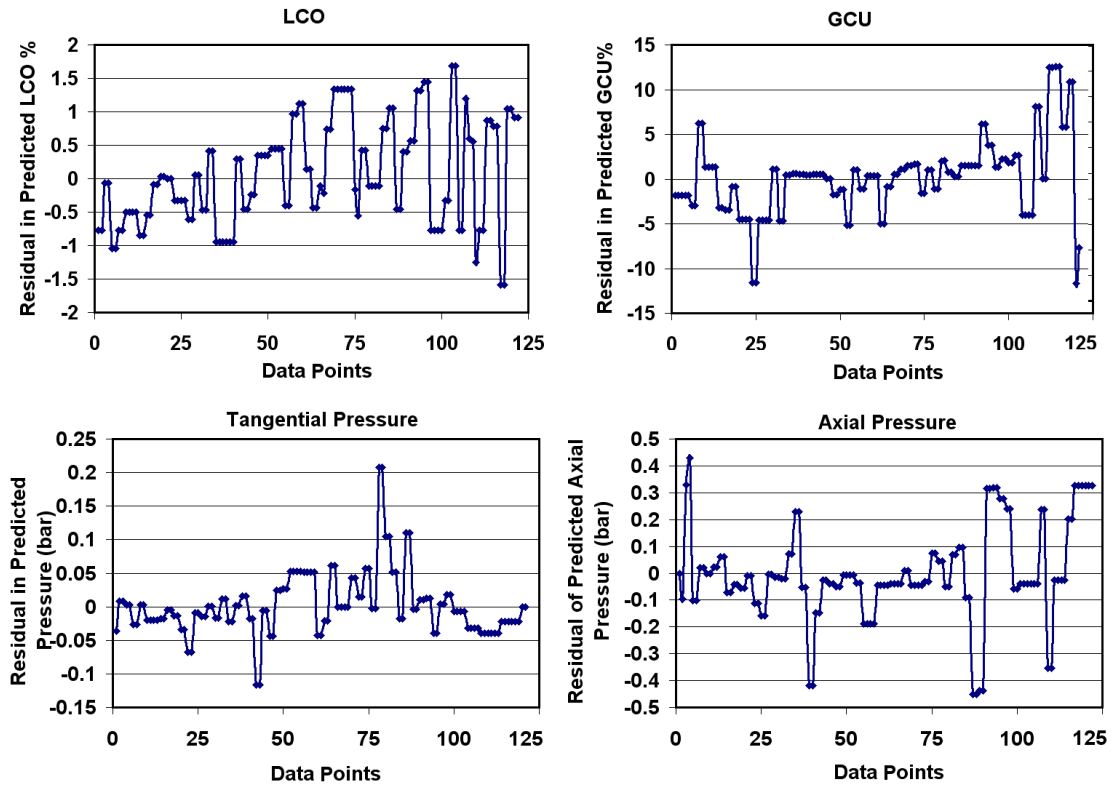 LCO
Residual in Predicted LCO %
2
1.5
1
0.5
0
-0.5
-1
-1.5
-2
0 25 50 75 100 125
Data Points
GCU
Residual in Predicted GCU%
15
10
5
0
-5
-10
-15
0 25 50 75 100 125
Data Points
Tangential Pressure
Residual in Predicted
Pressure (bar)
0.25
0.2
0.15
0.1
0.05
0
-0.05
-0.1
-0.15
0 25 50 75 100 125
Data Points
Axial Pressure
Residual of Predicted Axial
Pressure (bar)
0.5
0.4
0.3
0.2
0.1
0
-0.1
-0.2
-0.3
-0.4
-0.5
0 25 50 75 100 125
Data Points